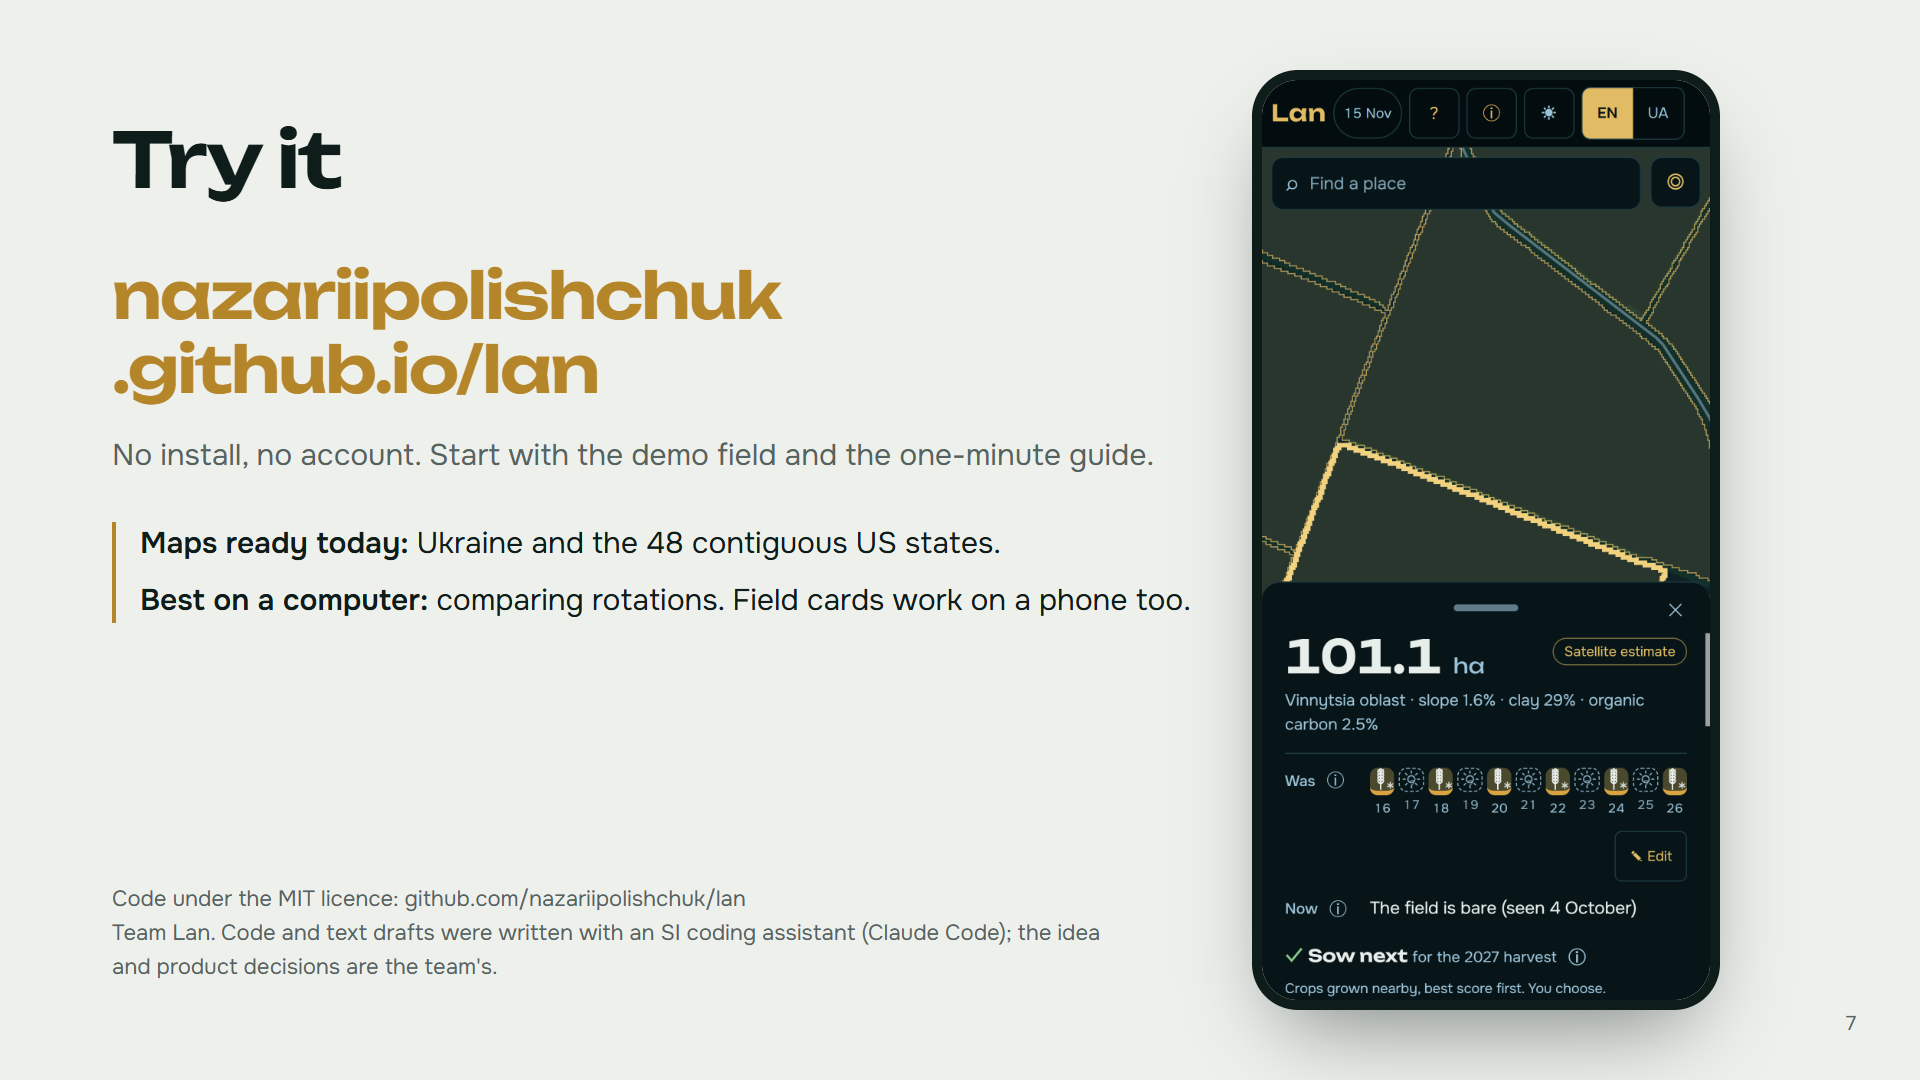 Try it
nazariipolishchuk
.github.io/lan
No install, no account. Start with the demo field and the one-minute guide.
Maps ready today: Ukraine and the 48 contiguous US states.
Best on a computer: comparing rotations. Field cards work on a phone too.
Code under the MIT licence: github.com/nazariipolishchuk/lan
Team Lan. Code and text drafts were written with an SI coding assistant (Claude Code); the idea
and product decisions are the team's.
Lan 15 Nov ? EN UA
Find a place
101.1 ha Satellite estimate
Vinnytsia oblast · slope 1.6% · clay 29% · organic
carbon 2.5%
Was
16 17 18 19 20 21 22 23 24 25 26
Edit
Now The field is bare (seen 4 October)
Sow next for the 2027 harvest
Crops grown nearby, best score first. You choose.
7